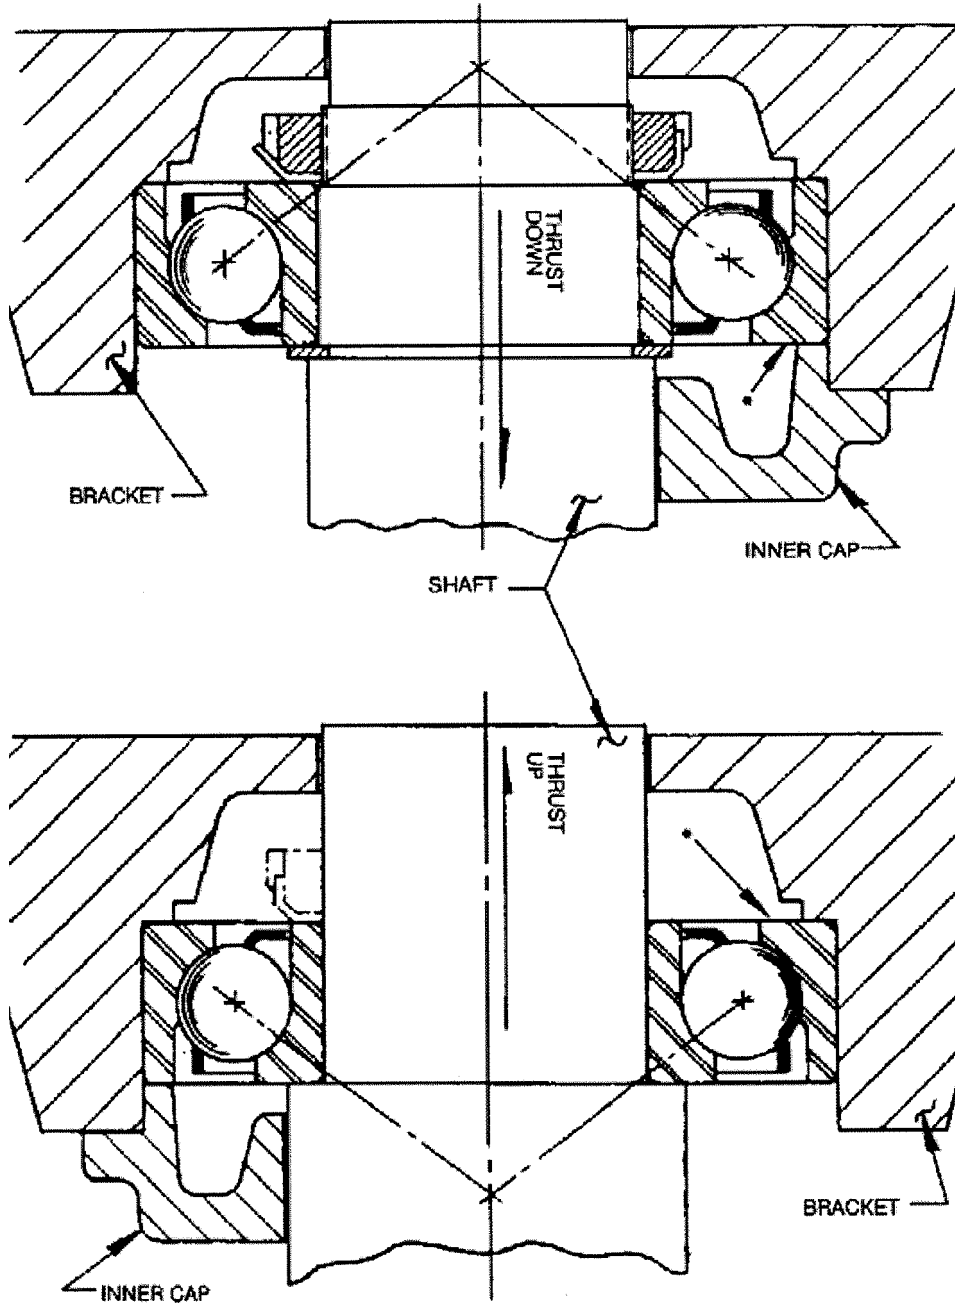 THRUST
DOWN
BRACKET
INNER CAP
SHAFT
THRUST
UP
BRACKET
INNER CAP